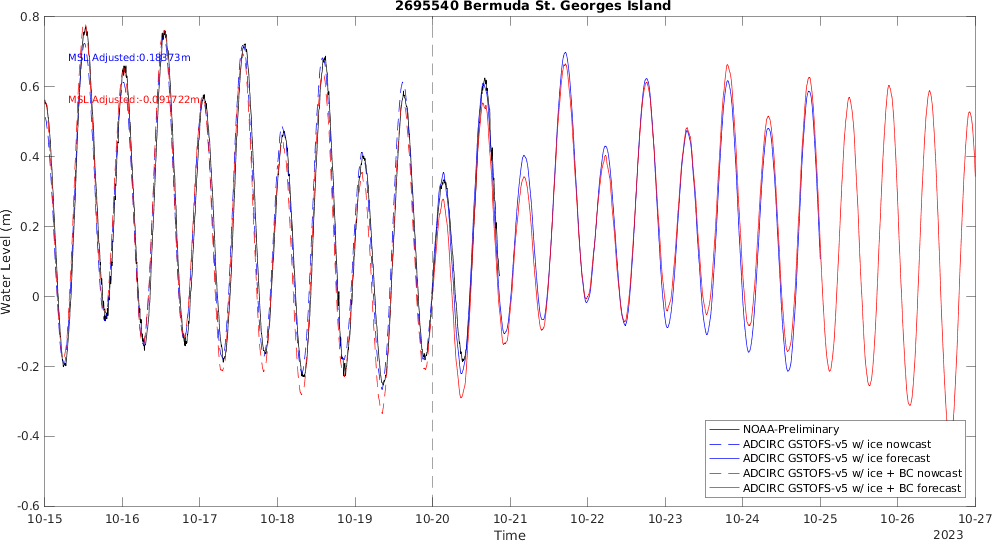 2695540 Bermuda St. Georges Island
0.8
0.6
0.4
0.2
0
-0.2
-0.4
-0.6
Water Level (m)
MSL Adjusted:0.18373m
MSL Adjusted:-0.091722m
NOAA-Preliminary
ADCIRC GSTOFS-v5 w/ ice nowcast
ADCIRC GSTOFS-v5 w/ ice forecast
ADCIRC GSTOFS-v5 w/ ice + BC nowcast
ADCIRC GSTOFS-v5 w/ ice + BC forecast
10-15 10-16 10-17 10-18 10-19 10-20 10-21 10-22 10-23 10-24 10-25 10-26 10-27
Time
2023